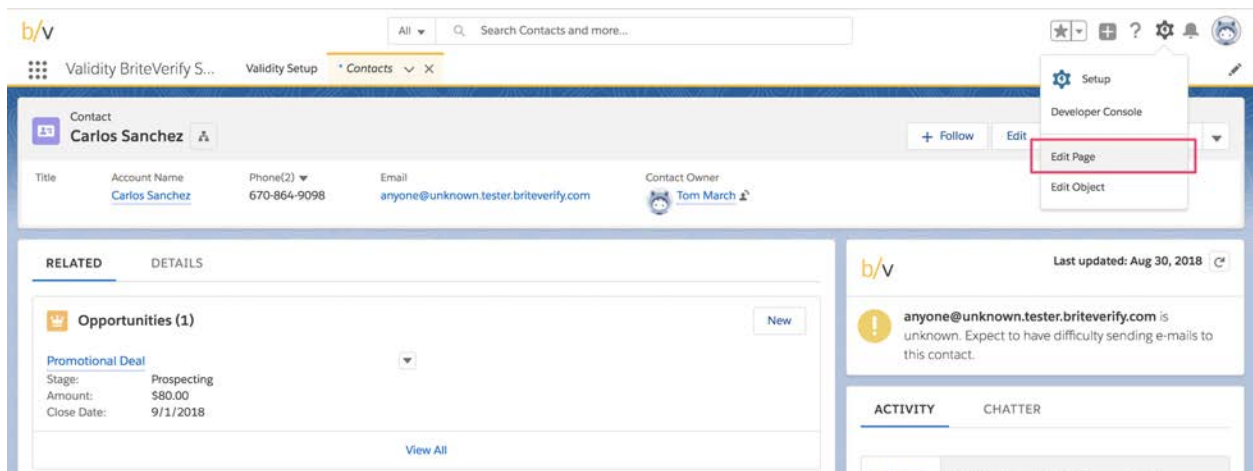 b/v
All
Search Contacts and more...
Validity BriteVerify S...
Validity Setup
* Contacts
Setup
Developer Console
Edit Page
Edit Object
Contact
Carlos Sanchez
+ Follow
Edit
Title
Account Name
Phone(2)
Email
Contact Owner
Carlos Sanchez
670-864-9098
anyone@unknown.tester.briteverify.com
Tom March
RELATED
DETAILS
Opportunities (1)
New
Promotional Deal
Stage: Prospecting
Amount: $80.00
Close Date: 9/1/2018
View All
b/v
Last updated: Aug 30, 2018
anyone@unknown.tester.briteverify.com is
unknown. Expect to have difficulty sending e-mails to
this contact.
ACTIVITY
CHATTER